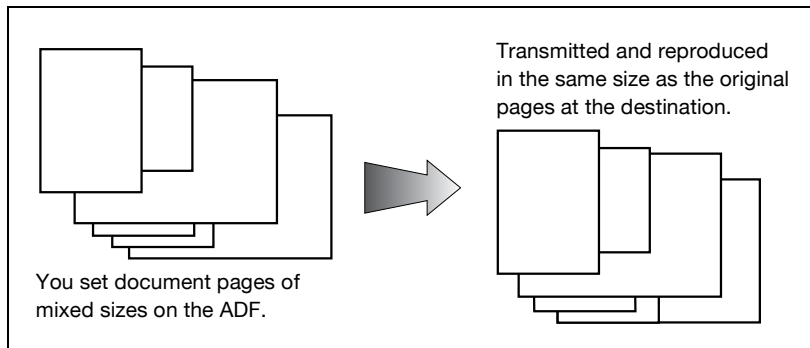 Transmitted and reproduced
in the same size as the original
pages at the destination.
You set document pages of
mixed sizes on the ADF.